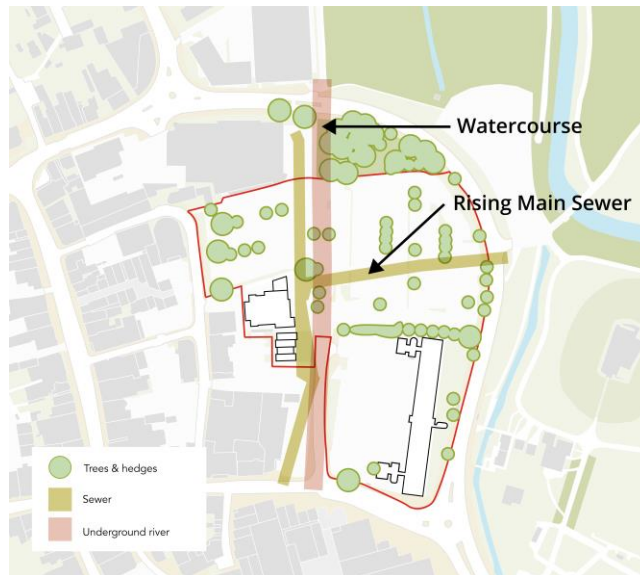 Watercourse
Rising Main Sewer
Trees & hedges
Sewer
Underground river